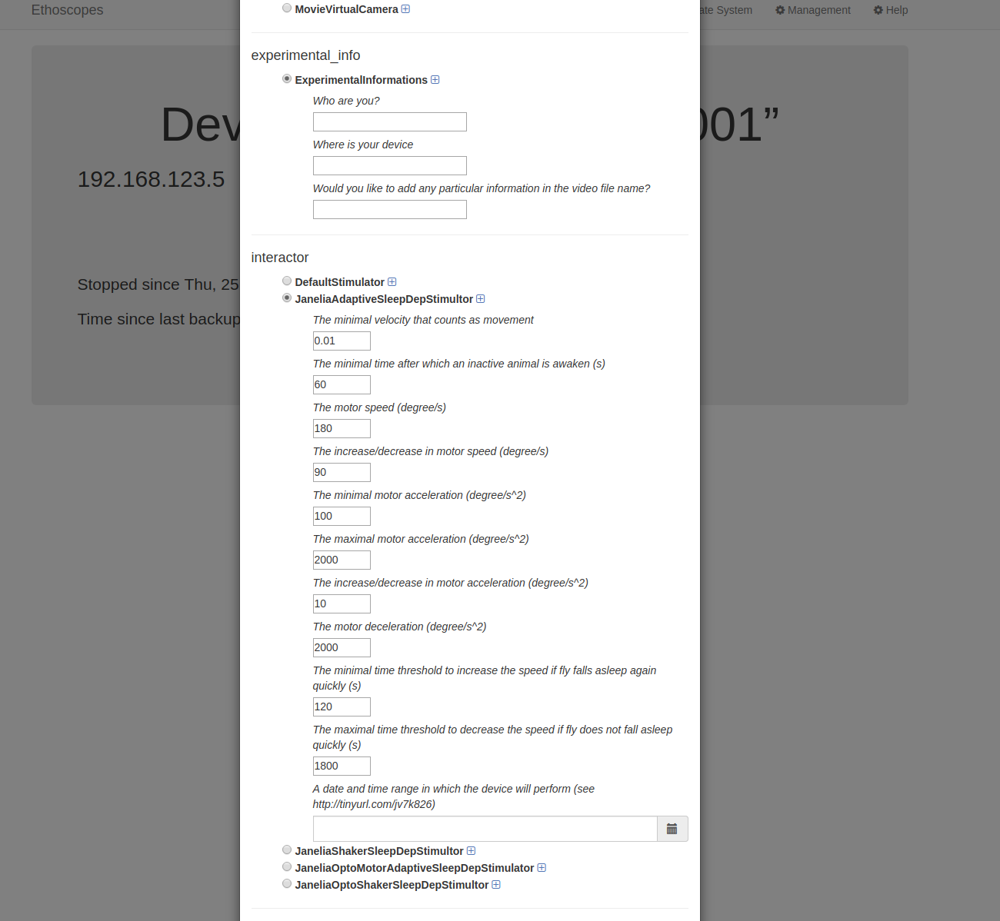 Ethoscopes
ate System
Management
Help
Dev
001”
192.168.123.5
Stopped since Thu, 25
Time since last backup
MovieVirtualCamera
experimental_info
ExperimentalInformations
Who are you?
Where is your device
Would you like to add any particular information in the video file name?
interactor
DefaultStimulator
JaneliaAdaptiveSleepDepStimultor
The minimal velocity that counts as movement
0.01
The minimal time after which an inactive animal is awaken (s)
60
The motor speed (degree/s)
180
The increase/decrease in motor speed (degree/s)
90
The minimal motor acceleration (degree/s^2)
100
The maximal motor acceleration (degree/s^2)
2000
The increase/decrease in motor acceleration (degree/s^2)
10
The motor deceleration (degree/s^2)
2000
The minimal time threshold to increase the speed if fly falls asleep again
quickly (s)
120
The maximal time threshold to decrease the speed if fly does not fall asleep
quickly (s)
1800
A date and time range in which the device will perform (see
http://tinyurl.com/jv7k826)
JaneliaShakerSleepDepStimultor
JaneliaOptoMotorAdaptiveSleepDepStimulator
JaneliaOptoShakerSleepDepStimultor